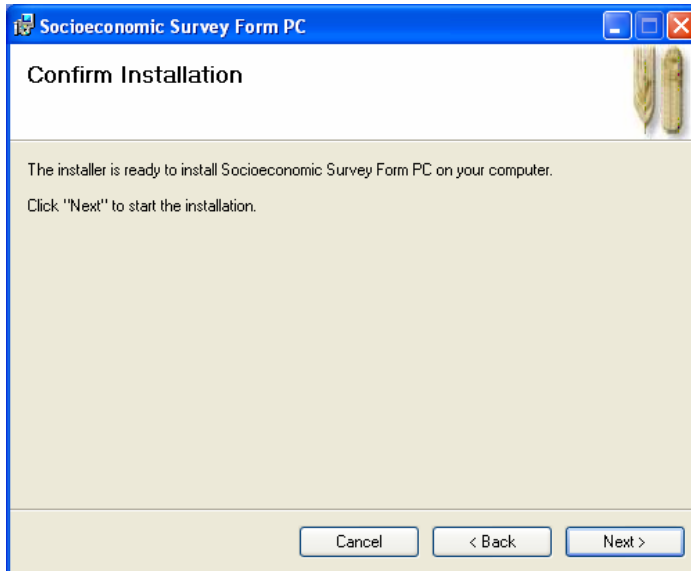 Socioeconomic Survey Form PC
Confirm Installation
The installer is ready to install Socioeconomic Survey Form PC on your computer.
Click "Next" to start the installation.
Cancel
< Back
Next >